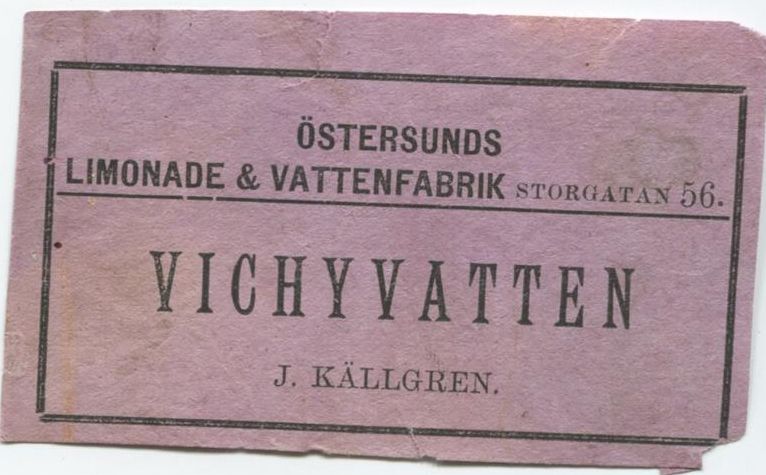 ÖSTERSUNDS
LIMONADE & VATTENFABRIK STORGATAN 56.
VICHYVATTEN
J. KÄLLGREN.